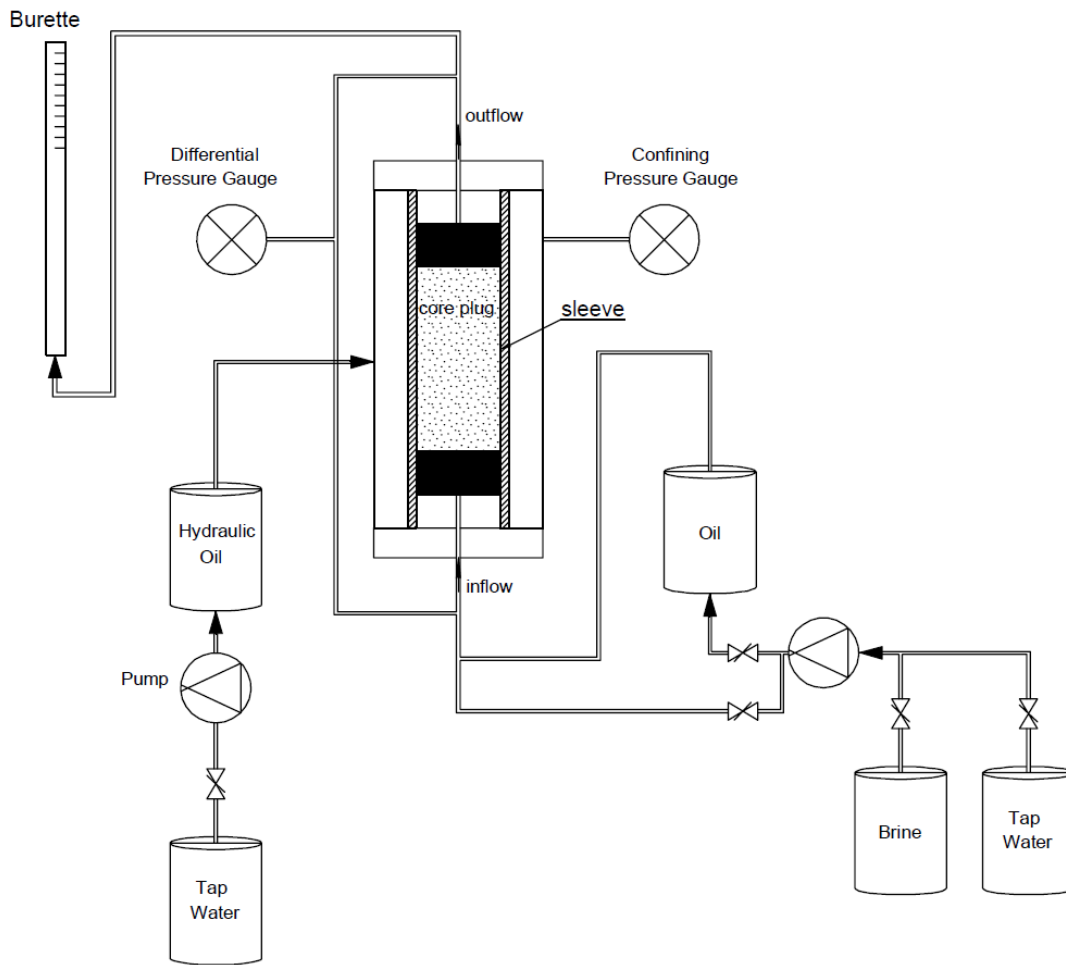 Burette
outflow
Differential
Pressure Gauge
Confining
Pressure Gauge
core plug
sleeve
Hydraulic
Oil
Oil
inflow
Pump
Brine
Tap
Water
Tap
Water